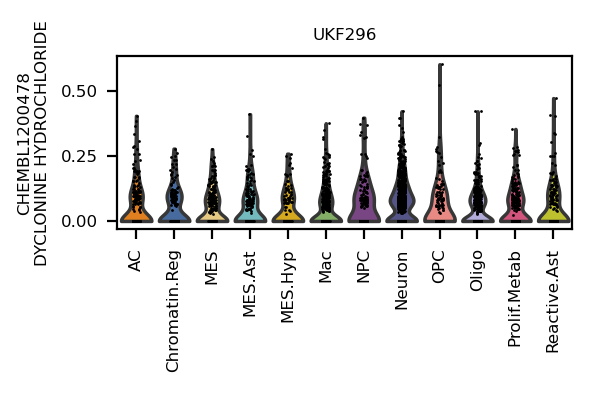 UKF296
CHEMBL1200478
DYCLONINE HYDROCHLORIDE
0.50
0.25
0.00
AC
Chromatin.Reg
MES
MES.Ast
MES.Hyp
Mac
NPC
Neuron
OPC
Oligo
Prolif.Metab
Reactive.Ast